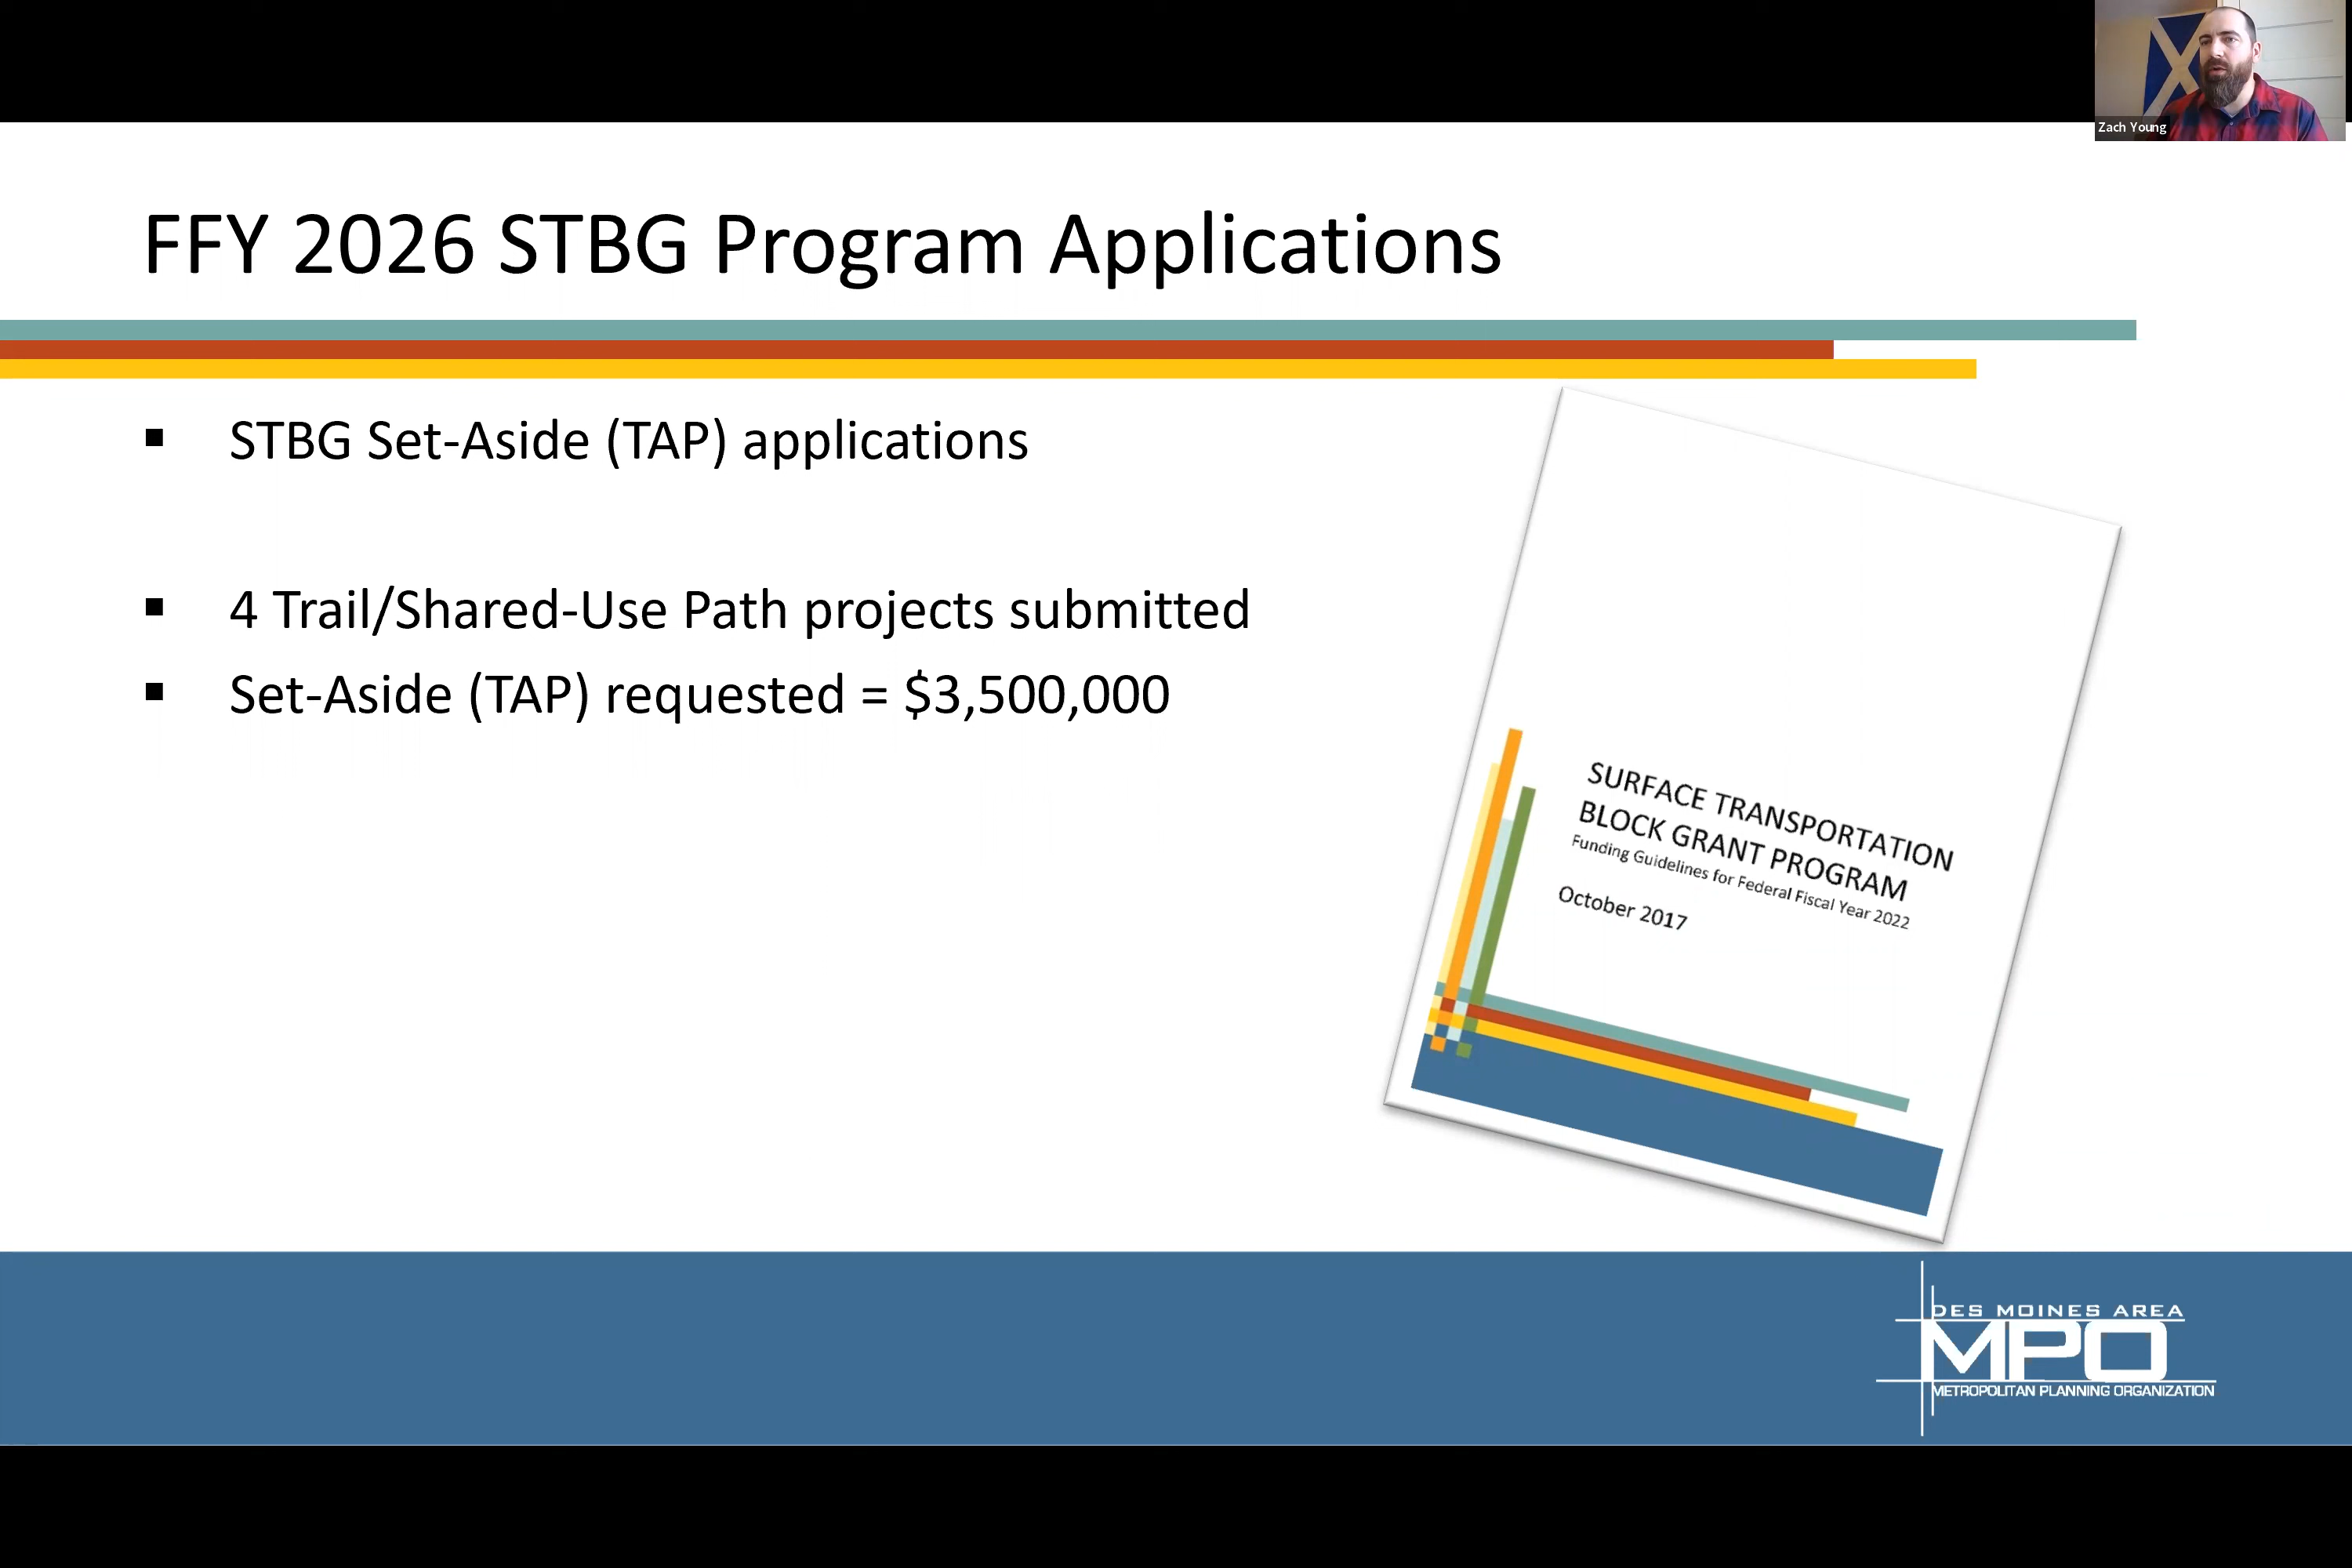 Zach Young
FFY 2026 STBG Program Applications
▪ STBG Set-Aside (TAP) applications
▪ 4 Trail/Shared-Use Path projects submitted
▪ Set-Aside (TAP) requested = $3,500,000
SURFACE TRANSPORTATION
BLOCK GRANT PROGRAM
Funding Guidelines for Federal Fiscal Year 2022
October 2017
DES MOINES AREA
MPO
METROPOLITAN PLANNING ORGANIZATION